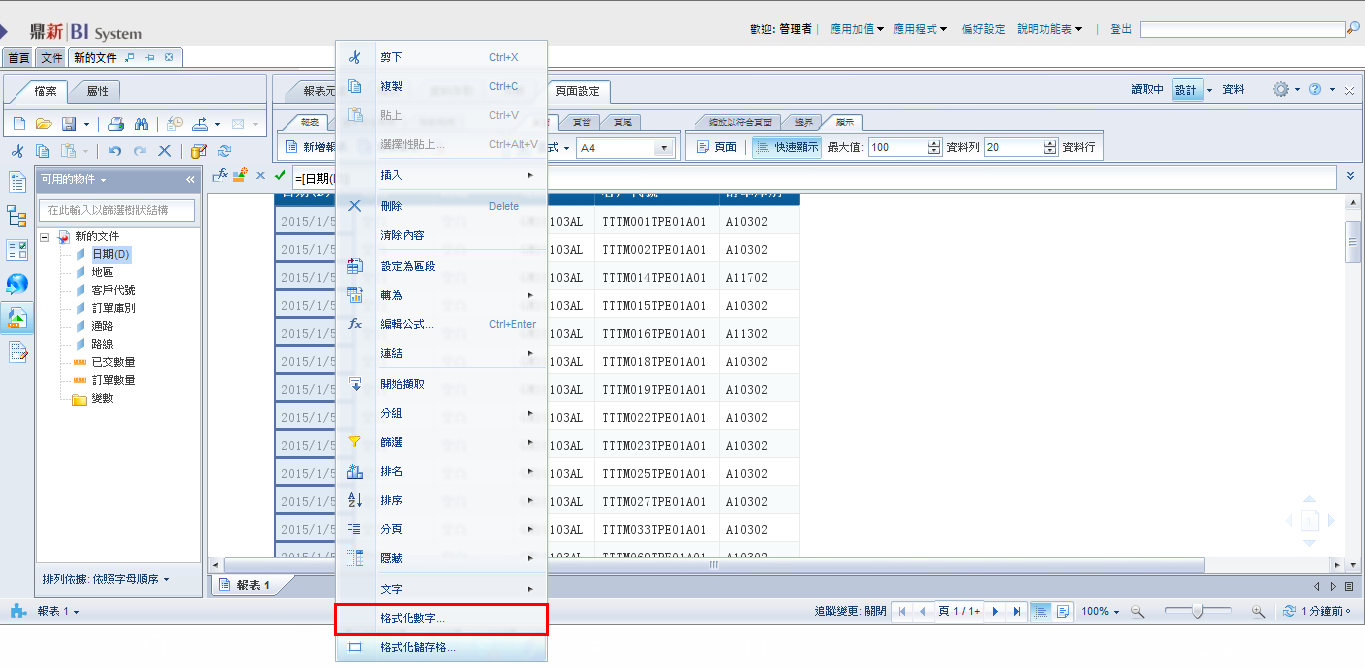 鼎新 BI System
歡迎: 管理者 | 應用加值 應用程式 偏好設定 說明功能表 | 登出
首頁 文件 新的文件
檔案 屬性 報表元 頁面設定 讀取中 設計 資料
報表 頁首 頁尾 縮放以符合頁面 邊界 顯示
新增報 式 A4 頁面 快速顯示 最大值: 100 資料列 20 資料行
=[日期(
可用的物件
在此輸入以篩選樹狀結構
新的文件
日期(D)
地區
客戶代號
訂單庫別
通路
路線
已交數量
訂單數量
變數
排列依據: 依照字母順序
剪下 Ctrl+X
複製 Ctrl+C
貼上 Ctrl+V
選擇性貼上... Ctrl+Alt+V
插入
刪除 Delete
清除內容
設定為區段
轉為
編輯公式... Ctrl+Enter
連結
開始擷取
分組
篩選
排名
排序
分頁
隱藏
文字
格式化數字...
格式化儲存格...
2015/1/5 103AL TTTM001TPE01A01 A10302
2015/1/5 103AL TTTM002TPE01A01 A10302
2015/1/5 103AL TTTM014TPE01A01 A11702
2015/1/5 103AL TTTM015TPE01A01 A10302
2015/1/5 103AL TTTM016TPE01A01 A11302
2015/1/5 103AL TTTM018TPE01A01 A10302
2015/1/5 103AL TTTM019TPE01A01 A10302
2015/1/5 103AL TTTM022TPE01A01 A10302
2015/1/5 103AL TTTM023TPE01A01 A10302
2015/1/5 103AL TTTM025TPE01A01 A10302
2015/1/5 103AL TTTM027TPE01A01 A10302
2015/1/5 103AL TTTM033TPE01A01 A10302
1
報表 1
報表 1 追蹤變更: 關閉 頁 1 / 1+ 100% 1 分鐘前。